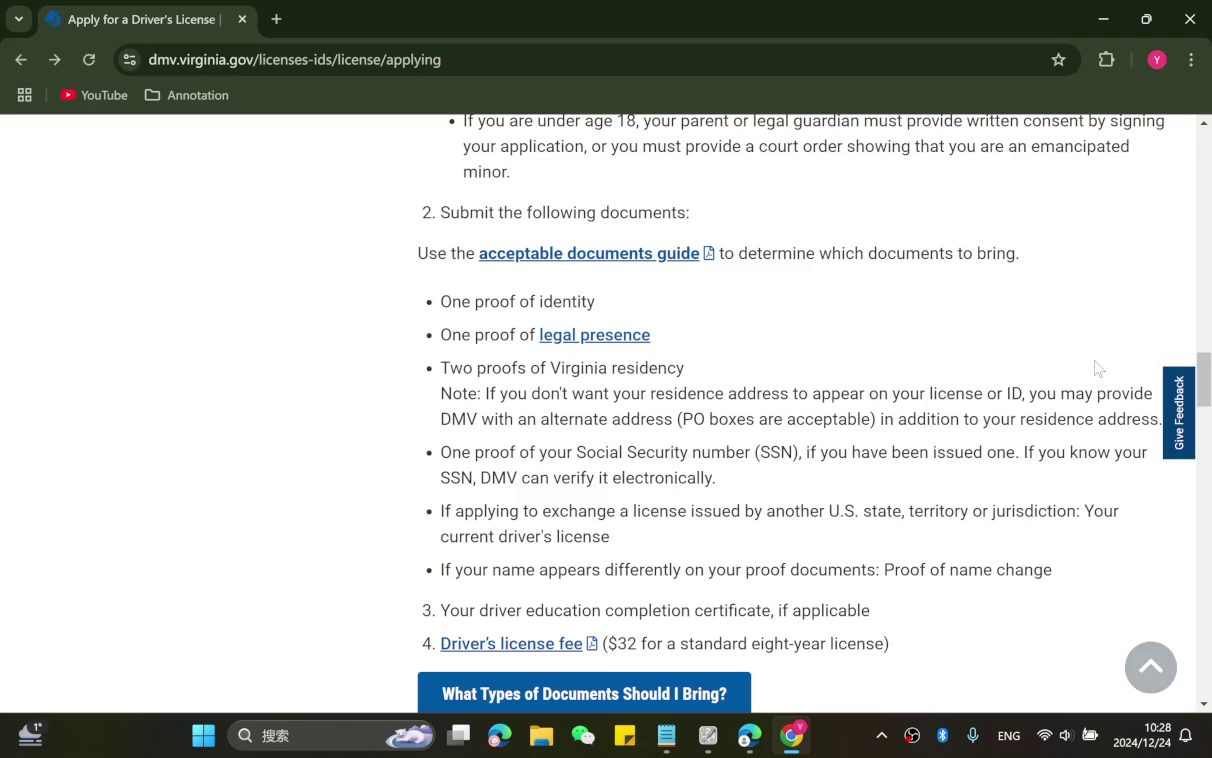 Apply for a Driver's License |
dmv.virginia.gov/licenses-ids/license/applying
Y
YouTube
Annotation
If you are under age 18, your parent or legal guardian must provide written consent by signing
your application, or you must provide a court order showing that you are an emancipated
minor.
2. Submit the following documents:
Use the acceptable documents guide to determine which documents to bring.
One proof of identity
One proof of legal presence
Two proofs of Virginia residency
Note: If you don't want your residence address to appear on your license or ID, you may provide
DMV with an alternate address (PO boxes are acceptable) in addition to your residence address.
One proof of your Social Security number (SSN), if you have been issued one. If you know your
SSN, DMV can verify it electronically.
If applying to exchange a license issued by another U.S. state, territory or jurisdiction: Your
current driver's license
If your name appears differently on your proof documents: Proof of name change
3. Your driver education completion certificate, if applicable
4. Driver's license fee ($32 for a standard eight-year license)
What Types of Documents Should I Bring?
Give Feedback
1°
搜索
Y
ENG
10:28
2024/12/24